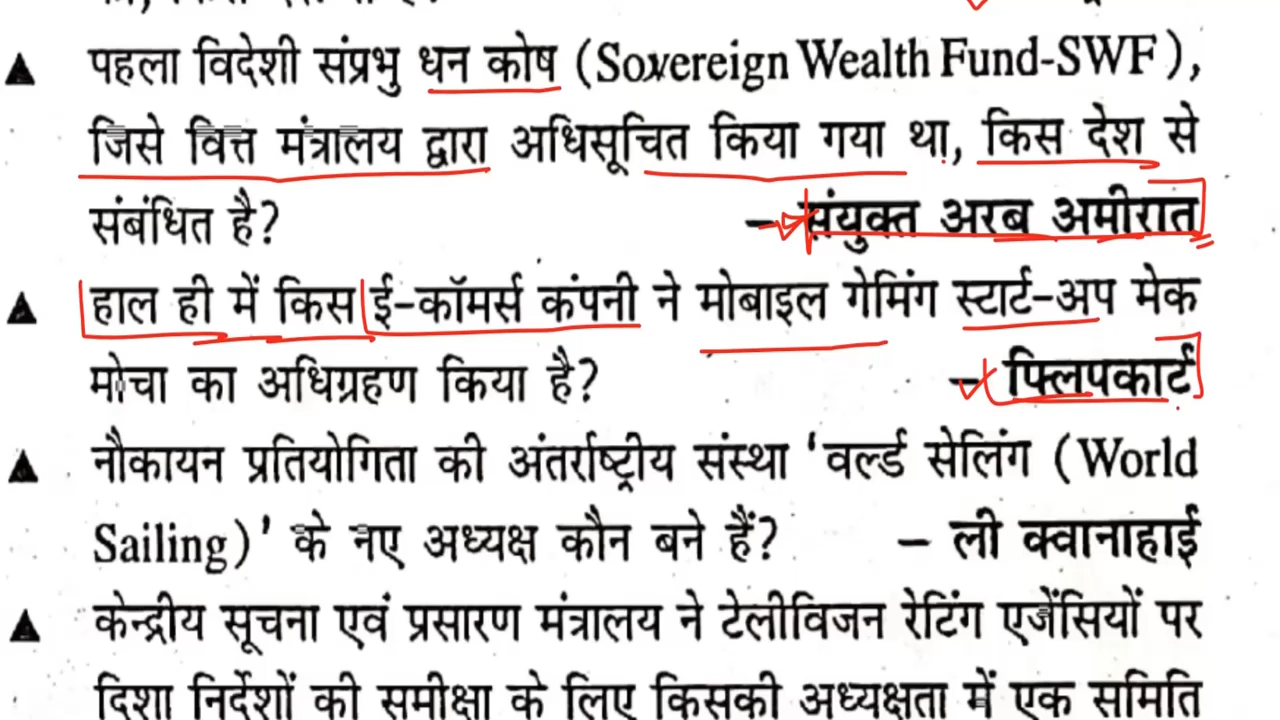 ▲ पहला विदेशी संप्रभु धन कोष (Sovereign Wealth Fund-SWF),
जिसे वित्त मंत्रालय द्वारा अधिसूचित किया गया था, किस देश से
संबंधित है? – संयुक्त अरब अमीरात
▲ हाल ही में किस ई-कॉमर्स कंपनी ने मोबाइल गेमिंग स्टार्ट-अप मेक
मोचा का अधिग्रहण किया है? – फ्लिपकार्ट
▲ नौकायन प्रतियोगिता की अंतर्राष्ट्रीय संस्था ‘वर्ल्ड सेलिंग (World
Sailing)’ के नए अध्यक्ष कौन बने हैं? – ली क्वानाहाई
▲ केन्द्रीय सूचना एवं प्रसारण मंत्रालय ने टेलीविजन रेटिंग एजेंसियों पर
दिशा निर्देशों की समीक्षा के लिए किसकी अध्यक्षता में एक समिति